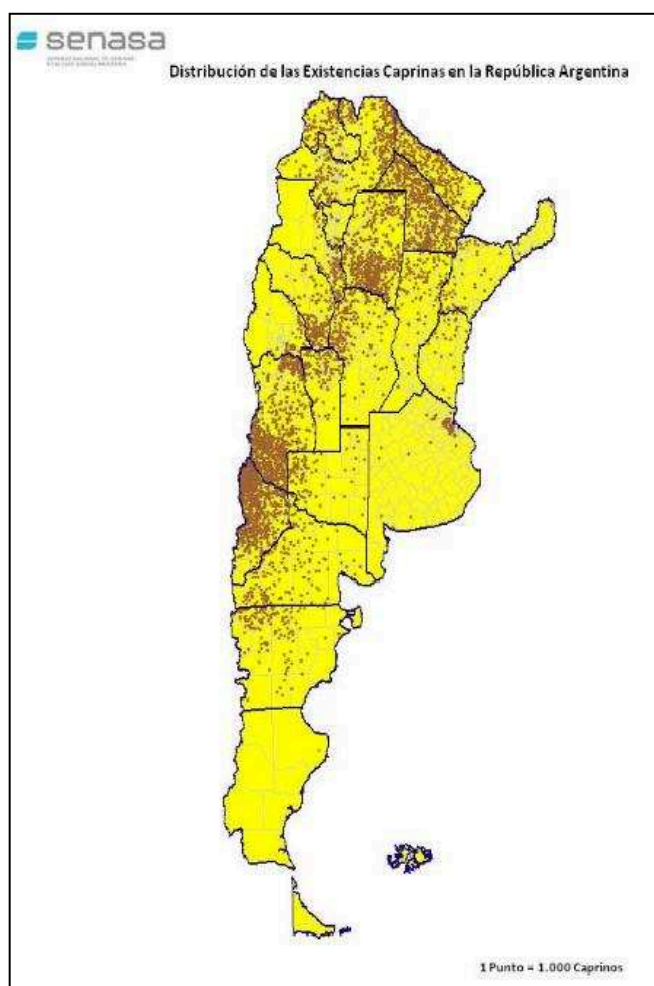 senasa
Distribución de las Existencias Caprinas en la República Argentina
1 Punto = 1.000 Caprinos